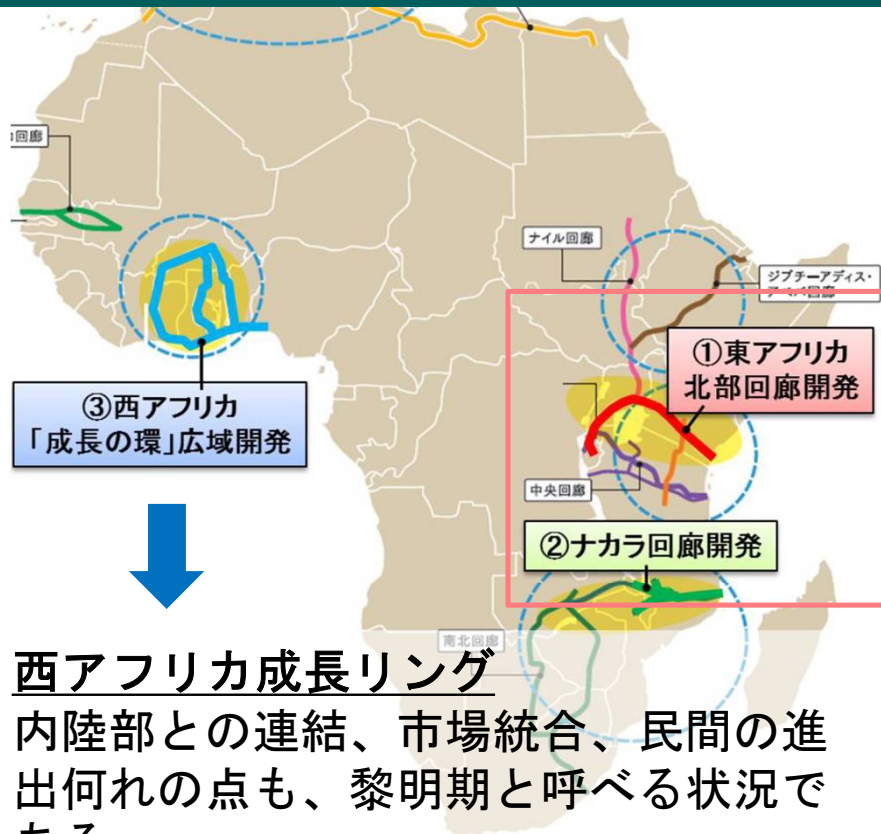 回廊
ナイル回廊
ジブチーアディス・
①東アフリカ
北部回廊開発
③西アフリカ
「成長の環」広域開発
中央回廊
②ナカラ回廊開発
南北回廊
西アフリカ成長リング
内陸部との連結、市場統合、民間の進
出何れの点も、黎明期と呼べる状況で
ある